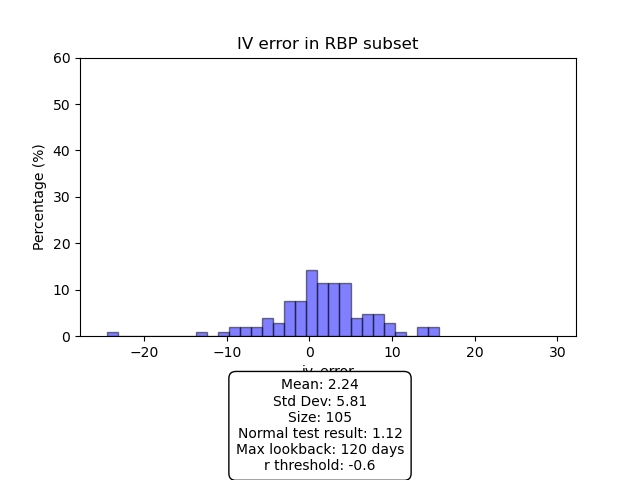 IV error in RBP subset
Percentage (%)
60
50
40
30
20
10
0
−20
−10
0
10
20
30
iv_error
Mean: 2.24
Std Dev: 5.81
Size: 105
Normal test result: 1.12
Max lookback: 120 days
r threshold: -0.6